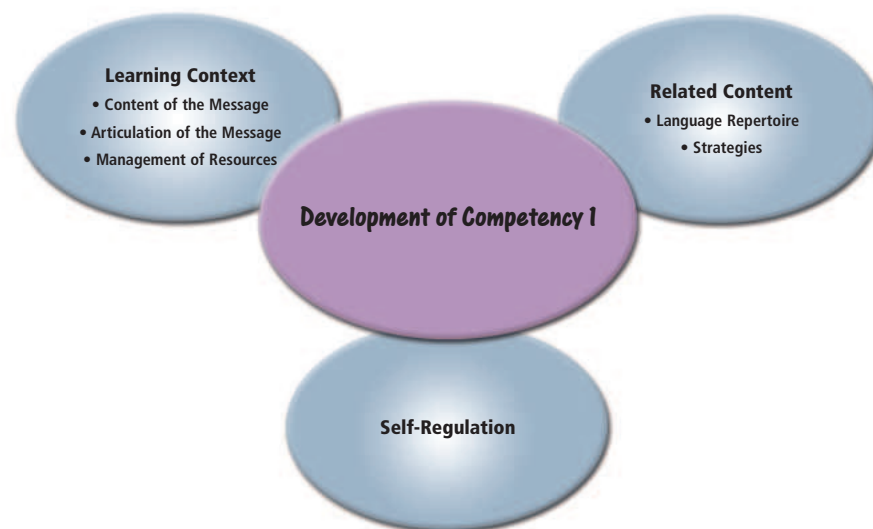 Learning Context
• Content of the Message
• Articulation of the Message
• Management of Resources
Related Content
• Language Repertoire
• Strategies
Development of Competency 1
Self-Regulation